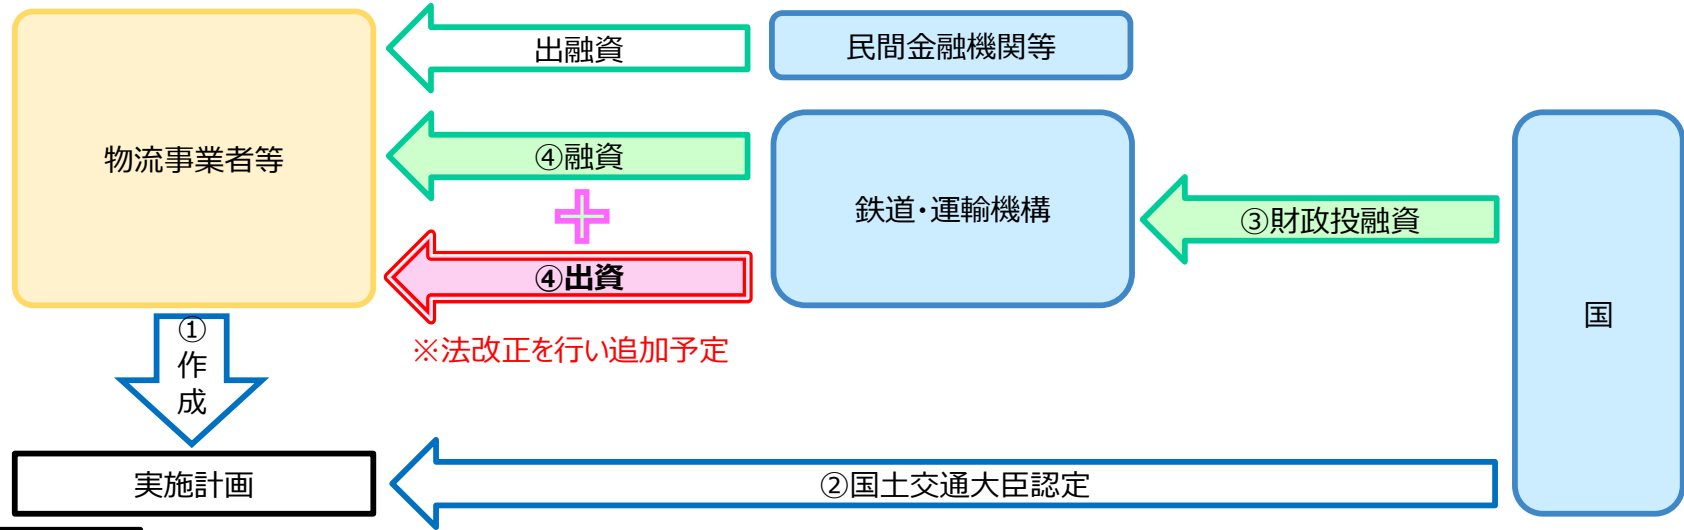 出融資
民間金融機関等
物流事業者等
④融資
鉄道・運輸機構
③財政投融資
④出資
国
※法改正を行い追加予定
①
作
成
実施計画
②国土交通大臣認定